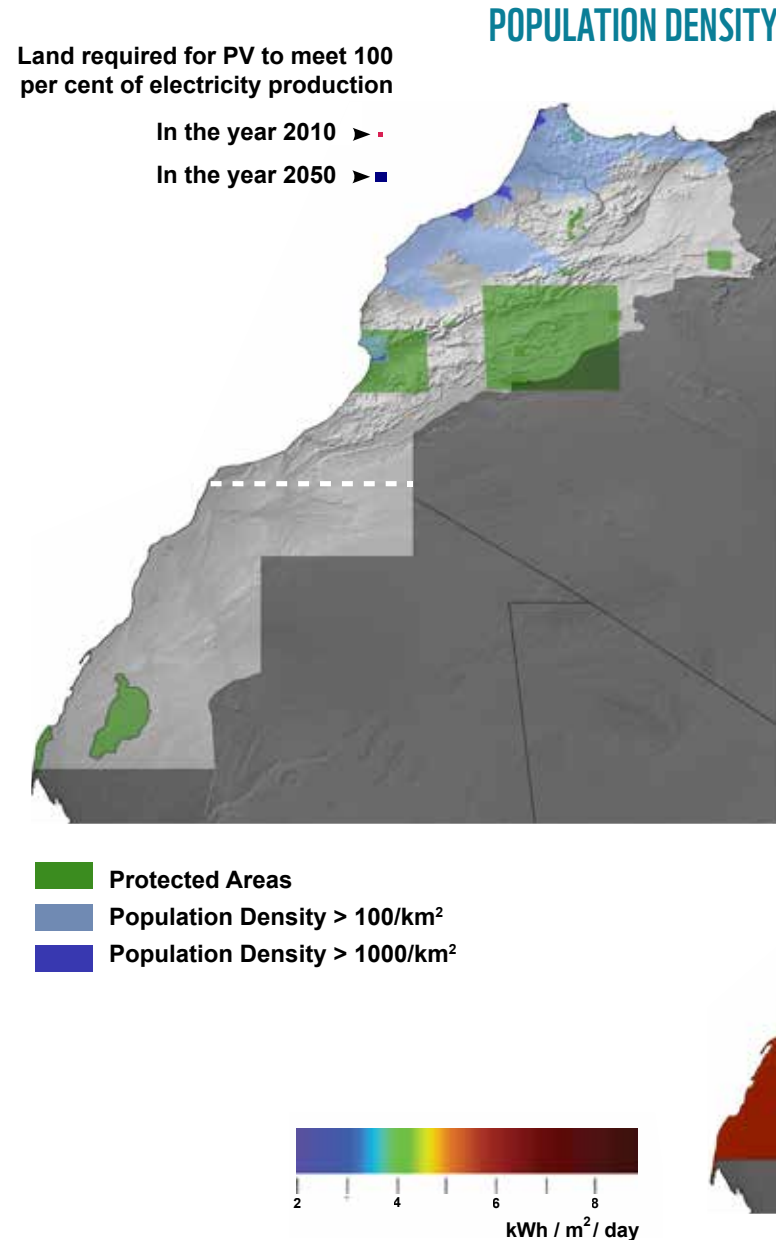 POPULATION DENSITY
Land required for PV to meet 100
per cent of electricity production
In the year 2010
In the year 2050
Protected Areas
Population Density > 100/km²
Population Density > 1000/km²
2 4 6 8
kWh / m² / day